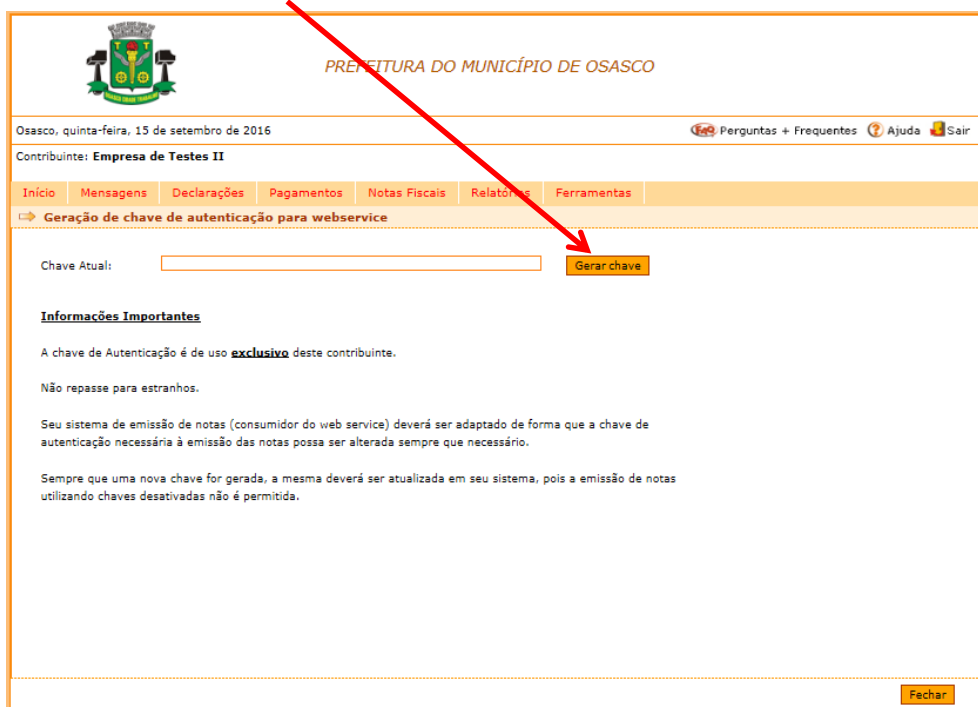 PREFEITURA DO MUNICÍPIO DE OSASCO
Osasco, quinta-feira, 15 de setembro de 2016
FAQ Perguntas + Frequentes ? Ajuda Sair
Contribuinte: Empresa de Testes II
Início Mensagens Declarações Pagamentos Notas Fiscais Relatórios Ferramentas
Geração de chave de autenticação para webservice
Chave Atual: Gerar chave
Informações Importantes
A chave de Autenticação é de uso exclusivo deste contribuinte.
Não repasse para estranhos.
Seu sistema de emissão de notas (consumidor do web service) deverá ser adaptado de forma que a chave de
autenticação necessária à emissão das notas possa ser alterada sempre que necessário.
Sempre que uma nova chave for gerada, a mesma deverá ser atualizada em seu sistema, pois a emissão de notas
utilizando chaves desativadas não é permitida.
Fechar